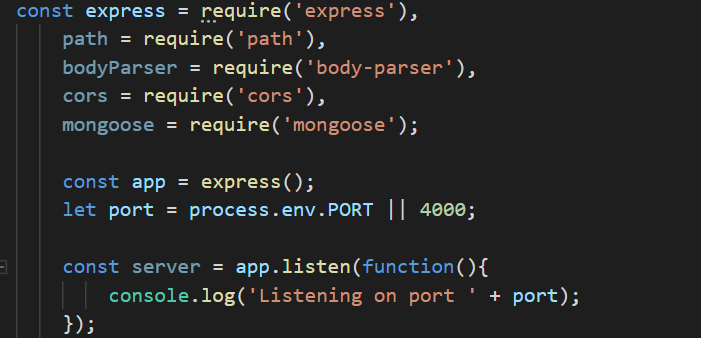 const express = require('express'),
path = require('path'),
bodyParser = require('body-parser'),
cors = require('cors'),
mongoose = require('mongoose');
const app = express();
let port = process.env.PORT || 4000;
const server = app.listen(function(){
console.log('Listening on port ' + port);
});